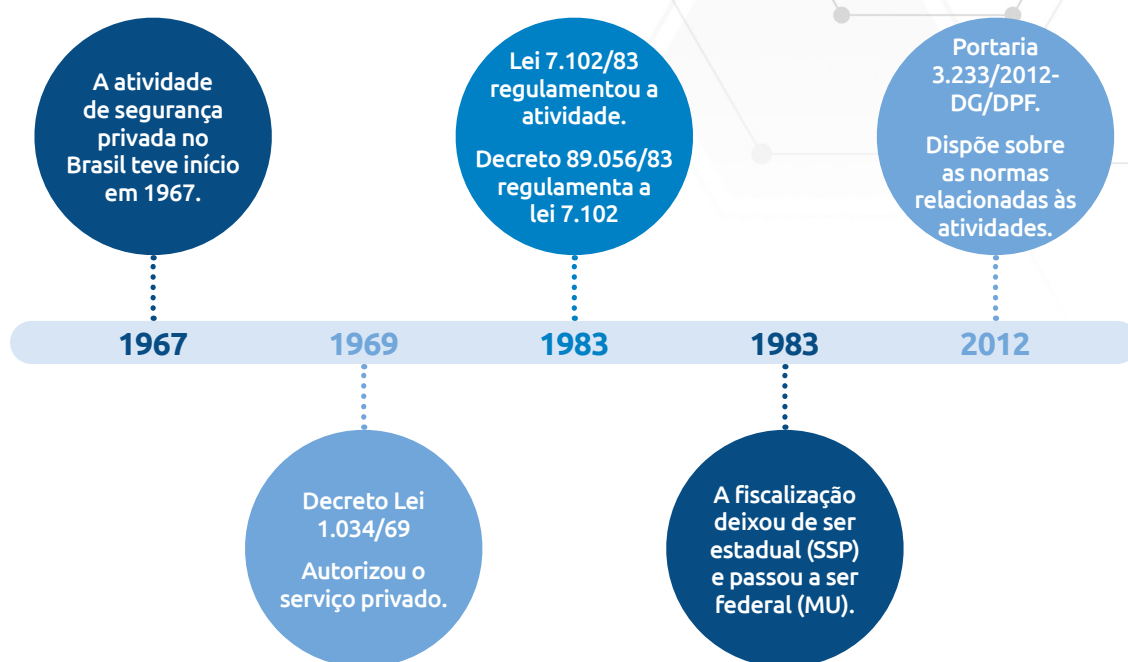 A atividade
de segurança
privada no
Brasil teve início
em 1967.
Lei 7.102/83
regulamentou a
atividade.
Decreto 89.056/83
regulamenta a
lei 7.102
Portaria
3.233/2012-
DG/DPF.
Dispõe sobre
as normas
relacionadas às
atividades.
1967
1969
1983
1983
2012
Decreto Lei
1.034/69
Autorizou o
serviço privado.
A fiscalização
deixou de ser
estadual (SSP)
e passou a ser
federal (MU).